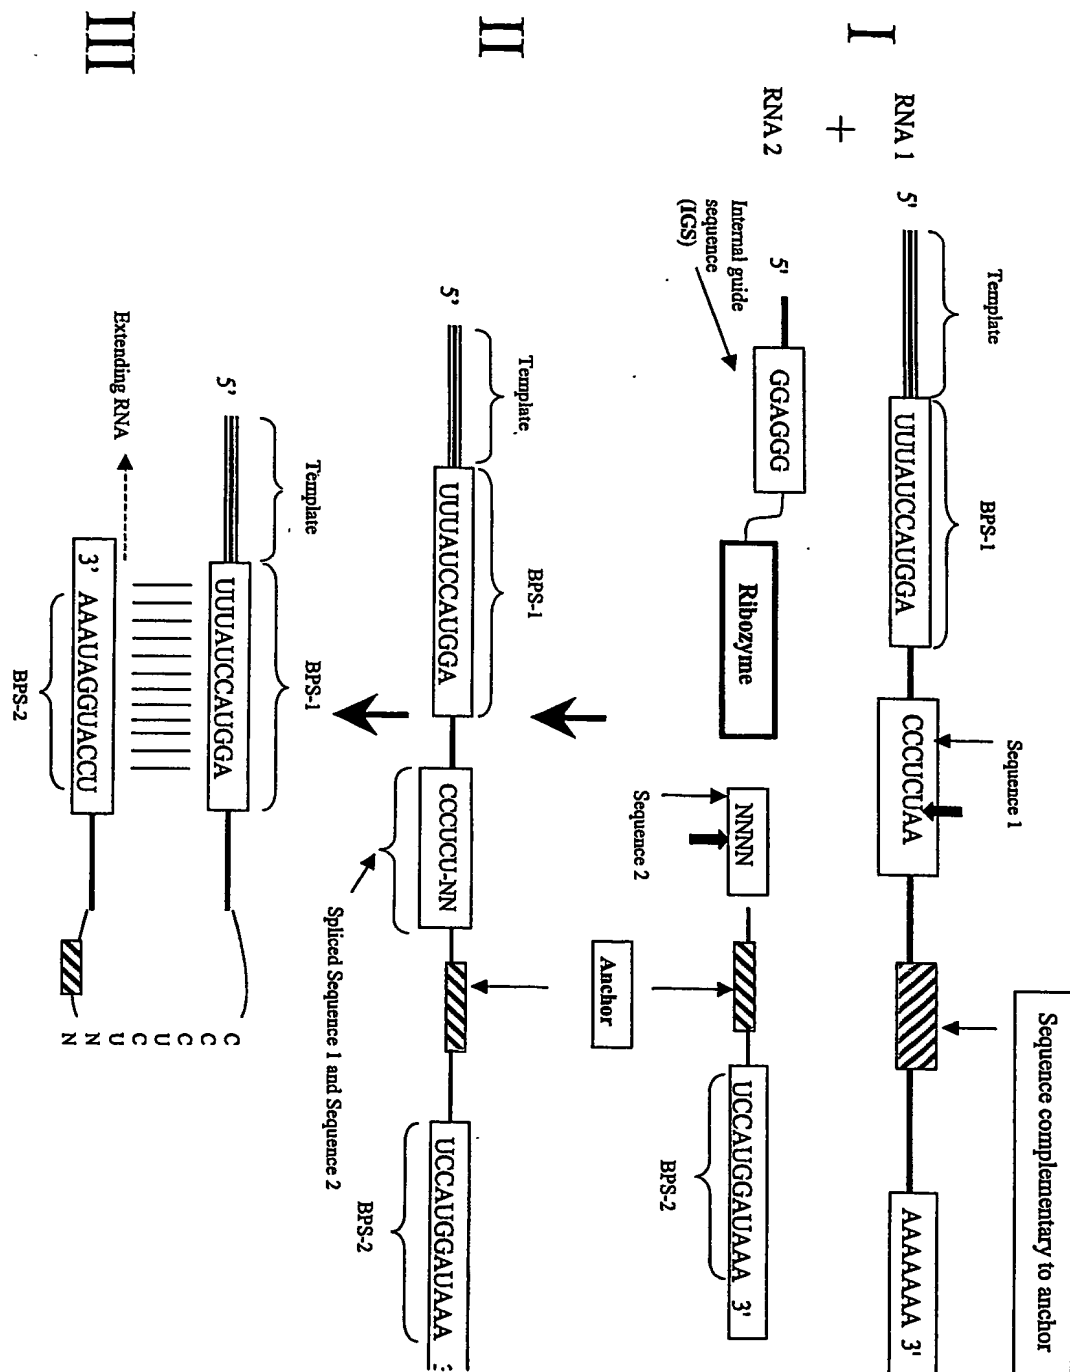 I
Sequence complementary to anchor
Template
BPS-1
Sequence 1
RNA 1
5'
UUUAUCCAUGGA
CCCUCUAA
AAAAAAA 3'
+
RNA 2
5'
GGAGGG
Ribozyme
NNNN
UCCAUGGAUAAA 3'
Internal guide
sequence
(IGS)
Sequence 2
BPS-2
Anchor
II
Template
BPS-1
5'
UUUAUCCAUGGA
CCCUCU-NN
UCCAUGGAUAAA
Spliced Sequence 1 and Sequence 2
BPS-2
III
Template
BPS-1
5'
UUUAUCCAUGGA
C
C
C
U
C
U
N
N
Extending RNA
3' AAAUAGGUACCU
BPS-2